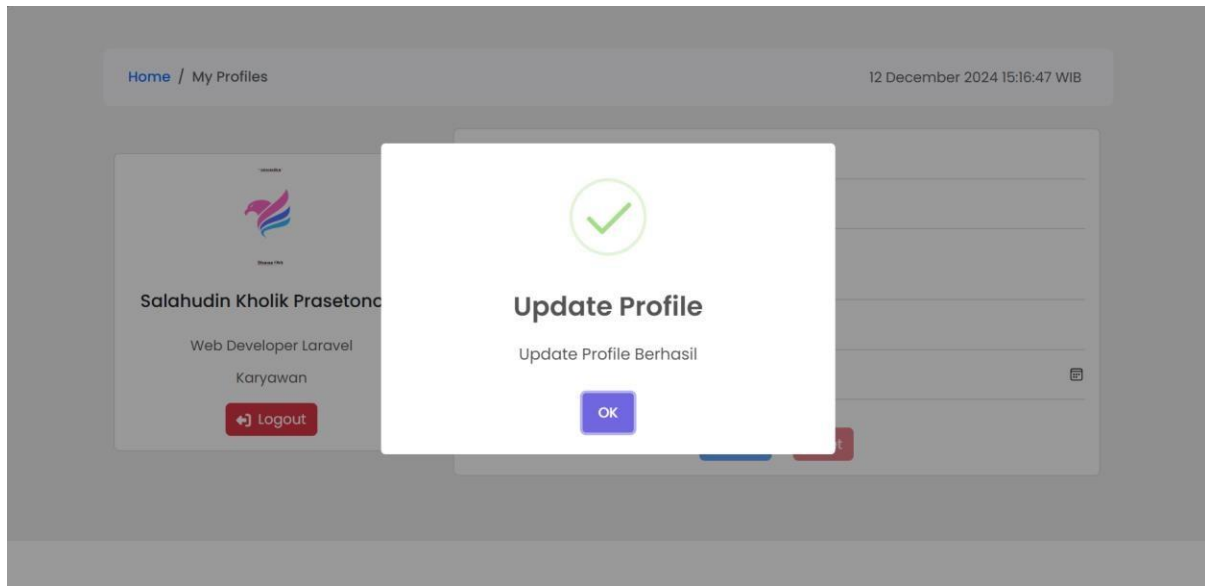 Home / My Profiles
12 December 2024 15:16:47 WIB
Salahudin Kholik Prasetono
Web Developer Laravel
Karyawan
Logout
Update Profile
Update Profile Berhasil
OK